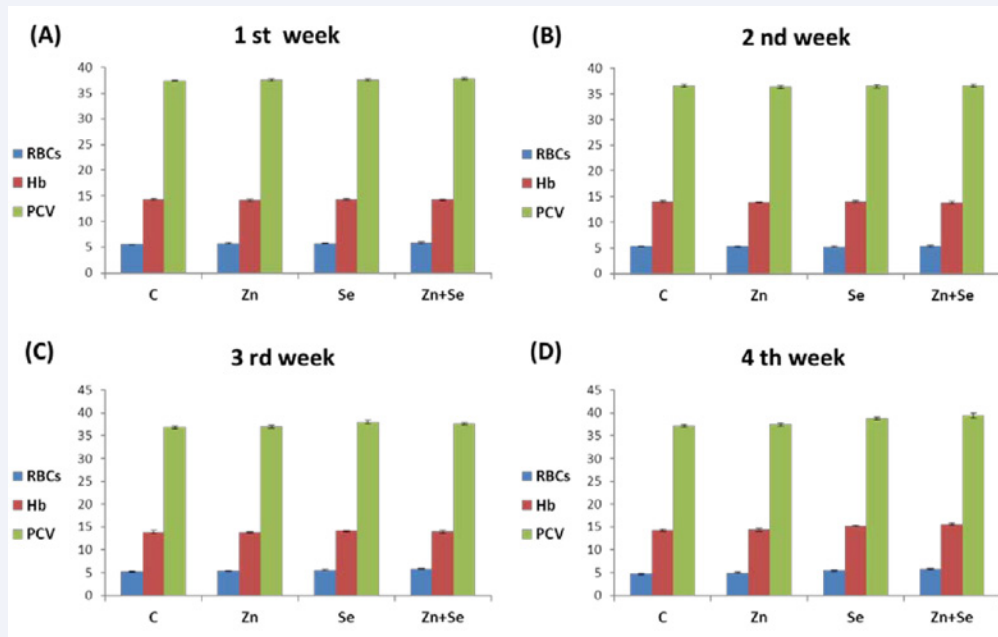 (A)
1 st week
40
35
30
25
20
15
10
5
0
RBCs
Hb
PCV
C Zn Se Zn+Se
(B)
2 nd week
40
35
30
25
20
15
10
5
0
RBCs
Hb
PCV
C Zn Se Zn+Se
(C)
3 rd week
45
40
35
30
25
20
15
10
5
0
RBCs
Hb
PCV
C Zn Se Zn+Se
(D)
4 th week
45
40
35
30
25
20
15
10
5
0
RBCs
Hb
PCV
C Zn Se Zn+Se